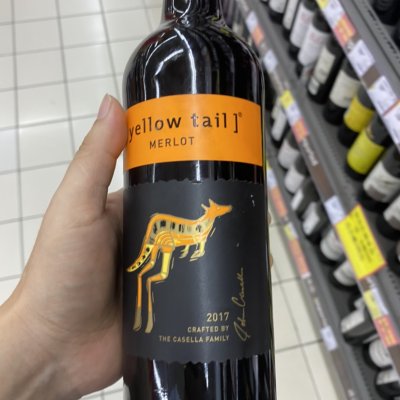 yellow tail]®
MERLOT
2017
CRAFTED BY
THE CASELLA FAMILY